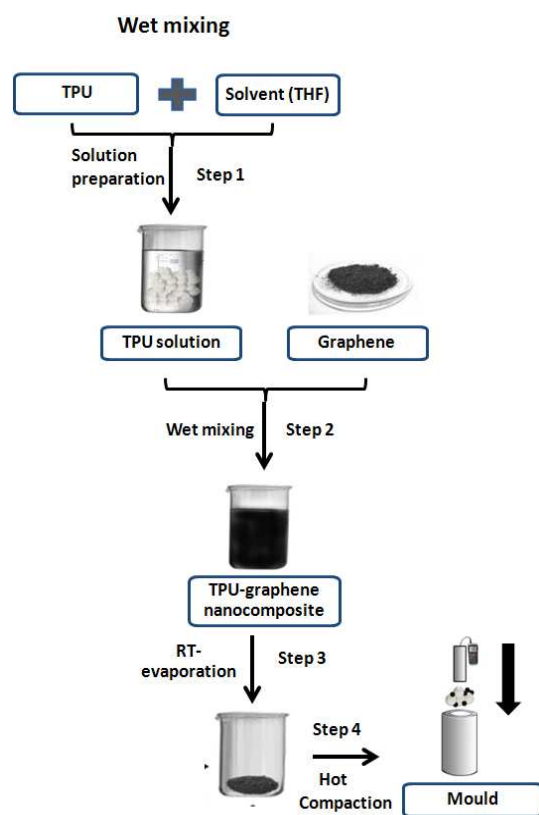 Wet mixing
TPU
Solvent (THF)
Solution
preparation
Step 1
TPU solution
Graphene
Wet mixing
Step 2
TPU-graphene
nanocomposite
RT-
evaporation
Step 3
Step 4
Hot
Compaction
Mould